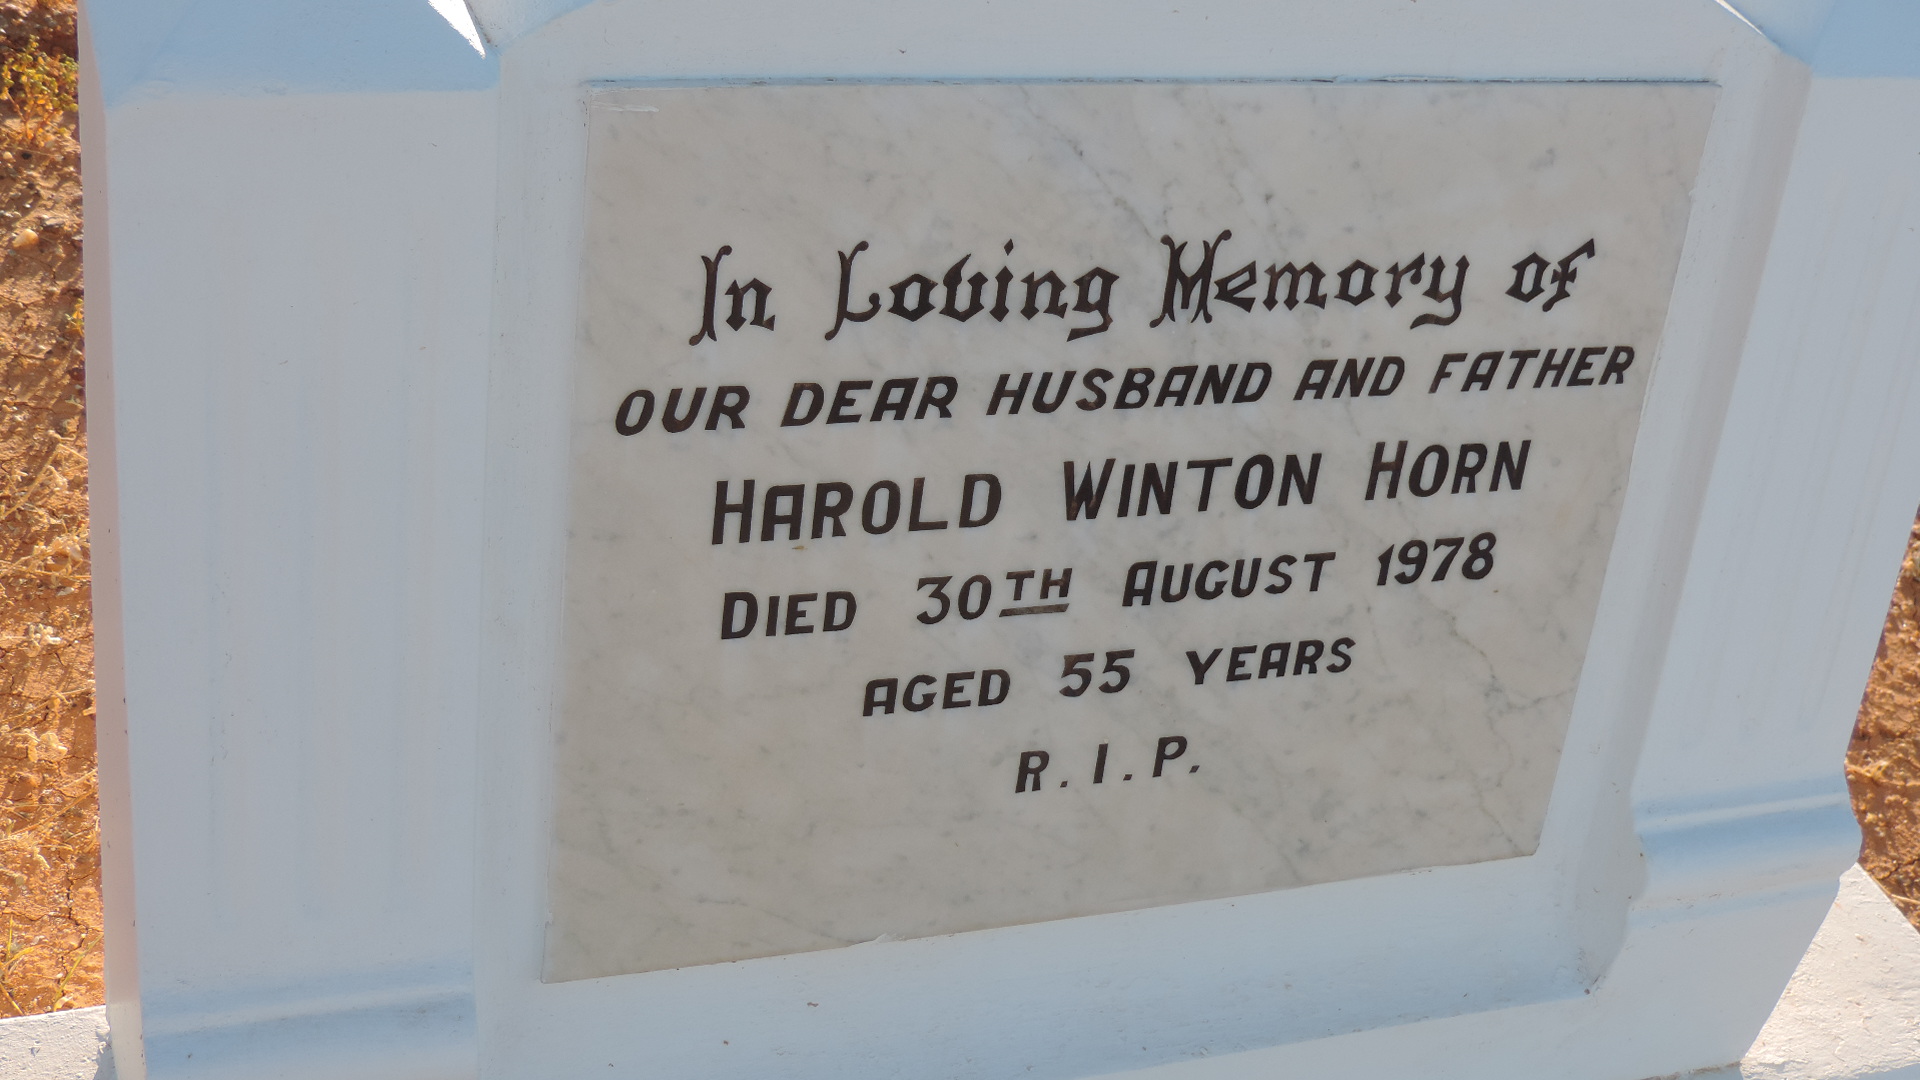 In Loving Memory of
OUR DEAR HUSBAND AND FATHER
HAROLD WINTON HORN
DIED 30TH AUGUST 1978
AGED 55 YEARS
R.I.P.